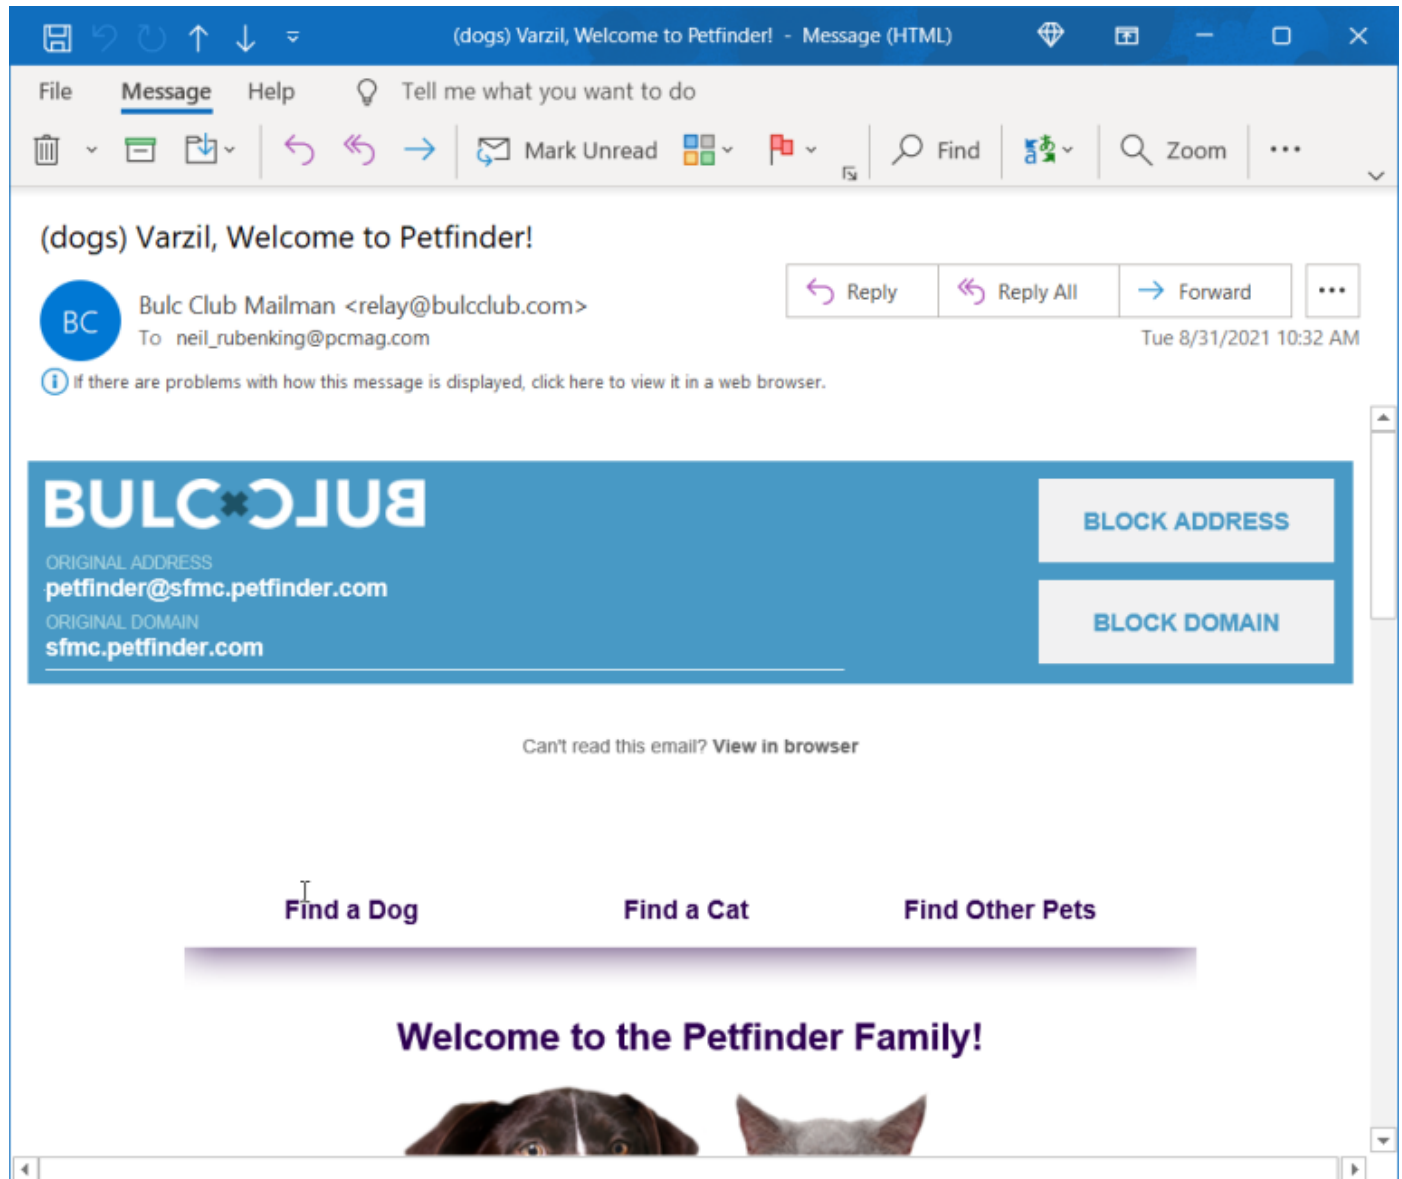 (dogs) Varzil, Welcome to Petfinder!  -  Message (HTML)
File Message Help Tell me what you want to do
Mark Unread Find Zoom
(dogs) Varzil, Welcome to Petfinder!
Reply Reply All Forward
BC
Bulc Club Mailman <relay@bulcclub.com>
To neil_rubenking@pcmag.com
Tue 8/31/2021 10:32 AM
If there are problems with how this message is displayed, click here to view it in a web browser.
BULC CLUB
ORIGINAL ADDRESS
petfinder@sfmc.petfinder.com
ORIGINAL DOMAIN
sfmc.petfinder.com
BLOCK ADDRESS
BLOCK DOMAIN
Can't read this email? View in browser
Find a Dog Find a Cat Find Other Pets
Welcome to the Petfinder Family!